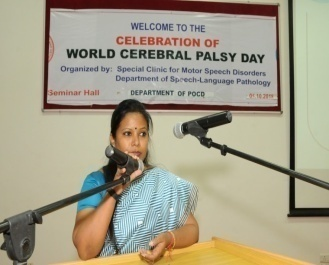 WELCOME TO THE
CELEBRATION OF
WORLD CEREBRAL PALSY DAY
Organized by: Special Clinic for Motor Speech Disorders
Department of Speech-Language Pathology
Seminar Hall
DEPARTMENT OF POCD